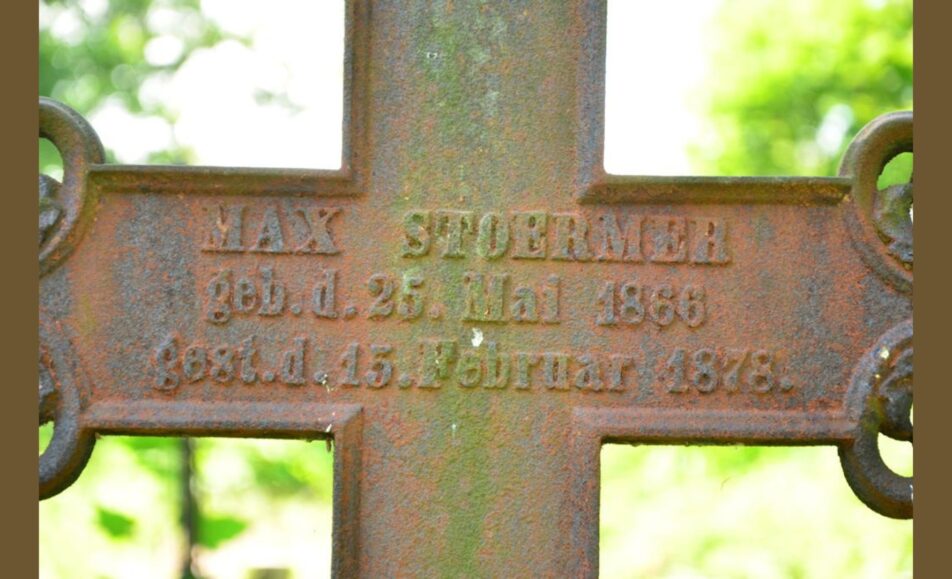 MAX STOERMER
geb. d. 25. Mai 1866
gest. d. 15. Februar 1878.